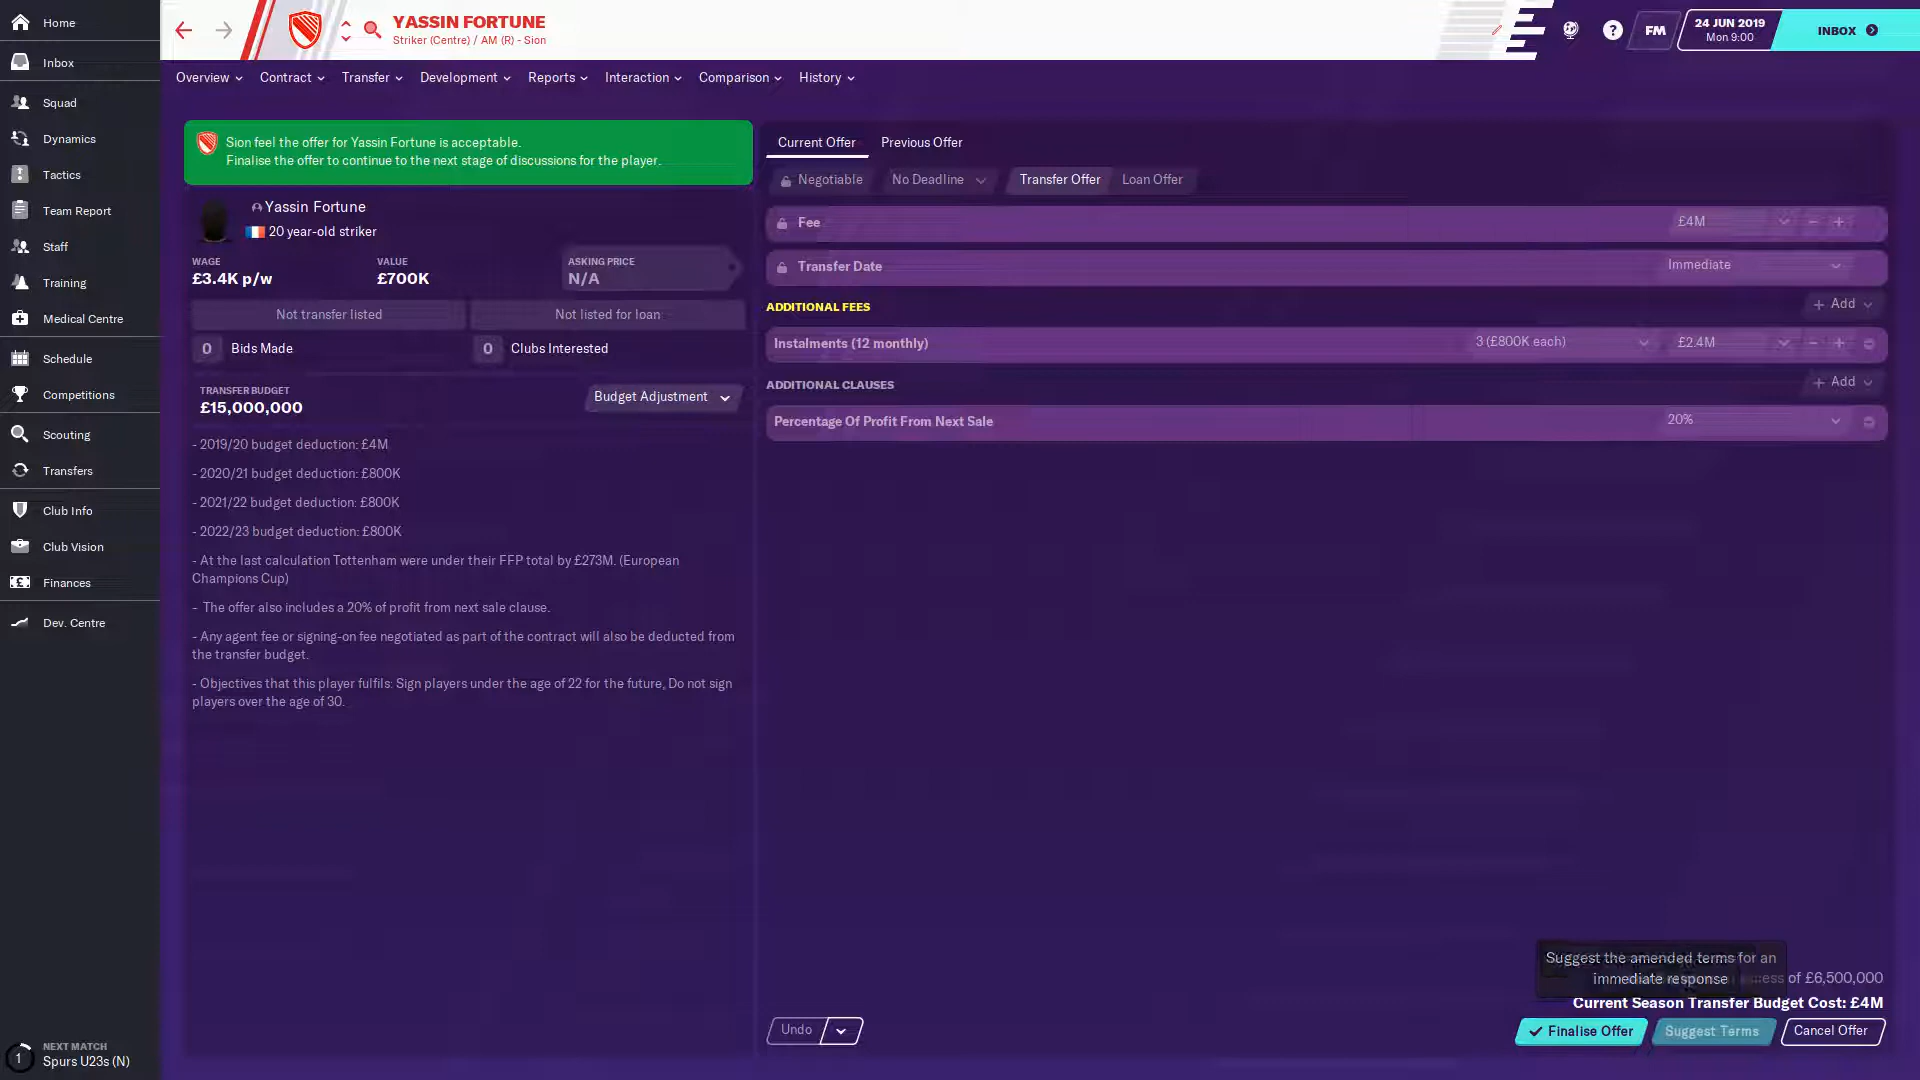 Home
Inbox
Squad
Dynamics
Tactics
Team Report
Staff
Training
Medical Centre
Schedule
Competitions
Scouting
Transfers
Club Info
Club Vision
Finances
Dev. Centre
1
NEXT MATCH
Spurs U23s (N)
YASSIN FORTUNE
Striker (Centre) / AM (R) - Sion
?
FM
24 JUN 2019
Mon 9:00
INBOX
Overview
Contract
Transfer
Development
Reports
Interaction
Comparison
History
Sion feel the offer for Yassin Fortune is acceptable.
Finalise the offer to continue to the next stage of discussions for the player.
Yassin Fortune
20 year-old striker
WAGE
£3.4K p/w
VALUE
£700K
ASKING PRICE
N/A
Not transfer listed
Not listed for loan
0 Bids Made
0 Clubs Interested
TRANSFER BUDGET
£15,000,000
Budget Adjustment
- 2019/20 budget deduction: £4M
- 2020/21 budget deduction: £800K
- 2021/22 budget deduction: £800K
- 2022/23 budget deduction: £800K
- At the last calculation Tottenham were under their FFP total by £273M. (European
Champions Cup)
- The offer also includes a 20% of profit from next sale clause.
- Any agent fee or signing-on fee negotiated as part of the contract will also be deducted from
the transfer budget.
- Objectives that this player fulfils: Sign players under the age of 22 for the future, Do not sign
players over the age of 30.
Current Offer
Previous Offer
Negotiable
No Deadline
Transfer Offer
Loan Offer
Fee
£4M
Transfer Date
Immediate
ADDITIONAL FEES
+ Add
Instalments (12 monthly)
3 (£800K each)
£2.4M
ADDITIONAL CLAUSES
+ Add
Percentage Of Profit From Next Sale
20%
Suggest the amended terms for an
immediate response
of £6,500,000
Current Season Transfer Budget Cost: £4M
Undo
Finalise Offer
Suggest Terms
Cancel Offer